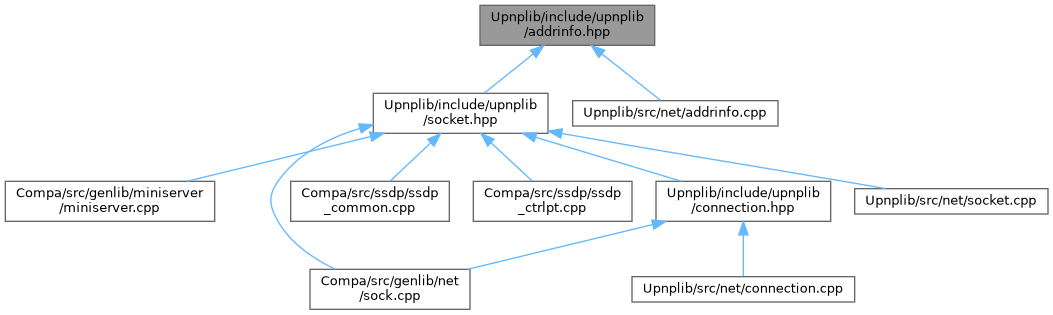 Upnplib/include/upnplib
/addrinfo.hpp
Upnplib/include/upnplib
/socket.hpp
Upnplib/src/net/addrinfo.cpp
Compa/src/genlib/miniserver
/miniserver.cpp
Compa/src/ssdp/ssdp
_common.cpp
Compa/src/ssdp/ssdp
_ctrlpt.cpp
Upnplib/include/upnplib
/connection.hpp
Upnplib/src/net/socket.cpp
Compa/src/genlib/net
/sock.cpp
Upnplib/src/net/connection.cpp